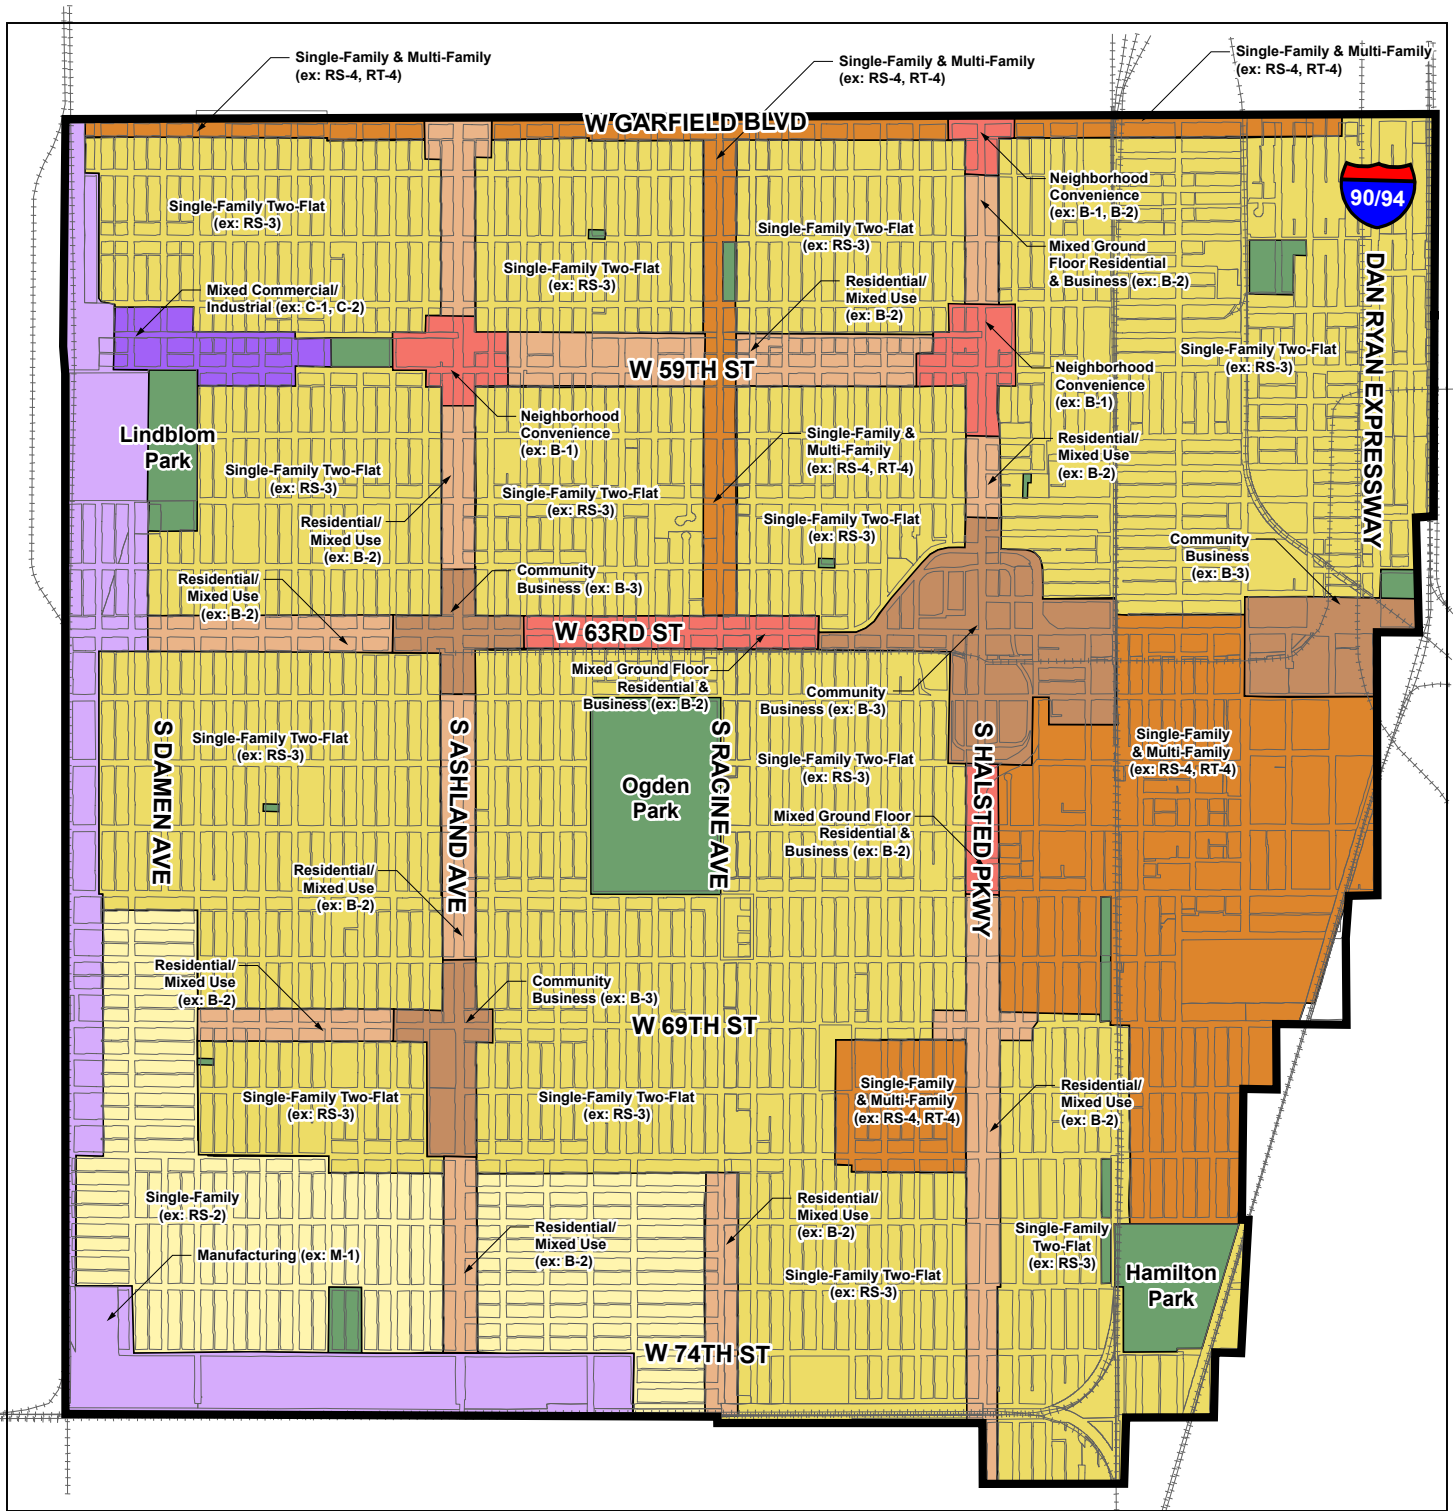 Single-Family & Multi-Family
(ex: RS-4, RT-4)
Single-Family & Multi-Family
(ex: RS-4, RT-4)
Single-Family & Multi-Family
(ex: RS-4, RT-4)
W GARFIELD BLVD
Single-Family Two-Flat
(ex: RS-3)
Single-Family Two-Flat
(ex: RS-3)
Single-Family Two-Flat
(ex: RS-3)
Neighborhood
Convenience
(ex: B-1, B-2)
90/94
Mixed Ground
Floor Residential
& Business (ex: B-2)
Mixed Commercial/
Industrial (ex: C-1, C-2)
Residential/
Mixed Use
(ex: B-2)
DAN RYAN EXPRESSWAY
Single-Family Two-Flat
(ex: RS-3)
W 59TH ST
Neighborhood
Convenience
(ex: B-1)
Neighborhood
Convenience
(ex: B-1)
Lindblom
Park
Single-Family &
Multi-Family
(ex: RS-4, RT-4)
Residential/
Mixed Use
(ex: B-2)
Single-Family Two-Flat
(ex: RS-3)
Single-Family Two-Flat
(ex: RS-3)
Residential/
Mixed Use
(ex: B-2)
Single-Family Two-Flat
(ex: RS-3)
Community
Business
(ex: B-3)
Residential/
Mixed Use
(ex: B-2)
Community
Business (ex: B-3)
W 63RD ST
Mixed Ground Floor
Residential &
Business (ex: B-2)
Community
Business (ex: B-3)
S DAMEN AVE
Single-Family Two-Flat
(ex: RS-3)
S ASHLAND AVE
Ogden
Park
S RACINE AVE
Single-Family Two-Flat
(ex: RS-3)
S HALSTED PKWY
Single-Family
& Multi-Family
(ex: RS-4, RT-4)
Mixed Ground Floor
Residential &
Business (ex: B-2)
Residential/
Mixed Use
(ex: B-2)
Residential/
Mixed Use
(ex: B-2)
Community
Business (ex: B-3)
W 69TH ST
Single-Family Two-Flat
(ex: RS-3)
Single-Family Two-Flat
(ex: RS-3)
Single-Family
& Multi-Family
(ex: RS-4, RT-4)
Residential/
Mixed Use
(ex: B-2)
Single-Family
(ex: RS-2)
Manufacturing (ex: M-1)
Residential/
Mixed Use
(ex: B-2)
Residential/
Mixed Use
(ex: B-2)
Single-Family
Two-Flat
(ex: RS-3)
Single-Family Two-Flat
(ex: RS-3)
Hamilton
Park
W 74TH ST